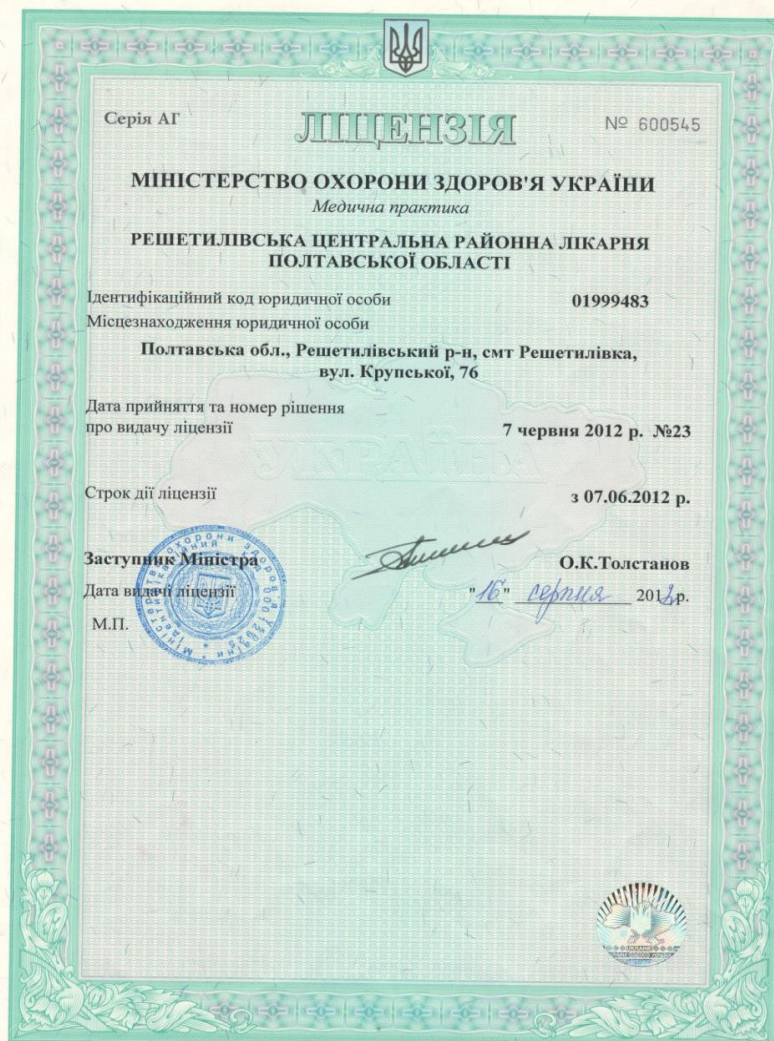 Серія АГ
ЛІЦЕНЗІЯ
№ 600545
МІНІСТЕРСТВО ОХОРОНИ ЗДОРОВ'Я УКРАЇНИ
Медична практика
РЕШЕТИЛІВСЬКА ЦЕНТРАЛЬНА РАЙОННА ЛІКАРНЯ
ПОЛТАВСЬКОЇ ОБЛАСТІ
Ідентифікаційний код юридичної особи 01999483
Місцезнаходження юридичної особи
Полтавська обл., Решетилівський р-н, смт Решетилівка,
вул. Крупської, 76
Дата прийняття та номер рішення
про видачу ліцензії 7 червня 2012 р. №23
Строк дії ліцензії з 07.06.2012 р.
Заступник Міністра О.К.Толстанов
Дата видачі ліцензії "16" серпня 2012р.
М.П.